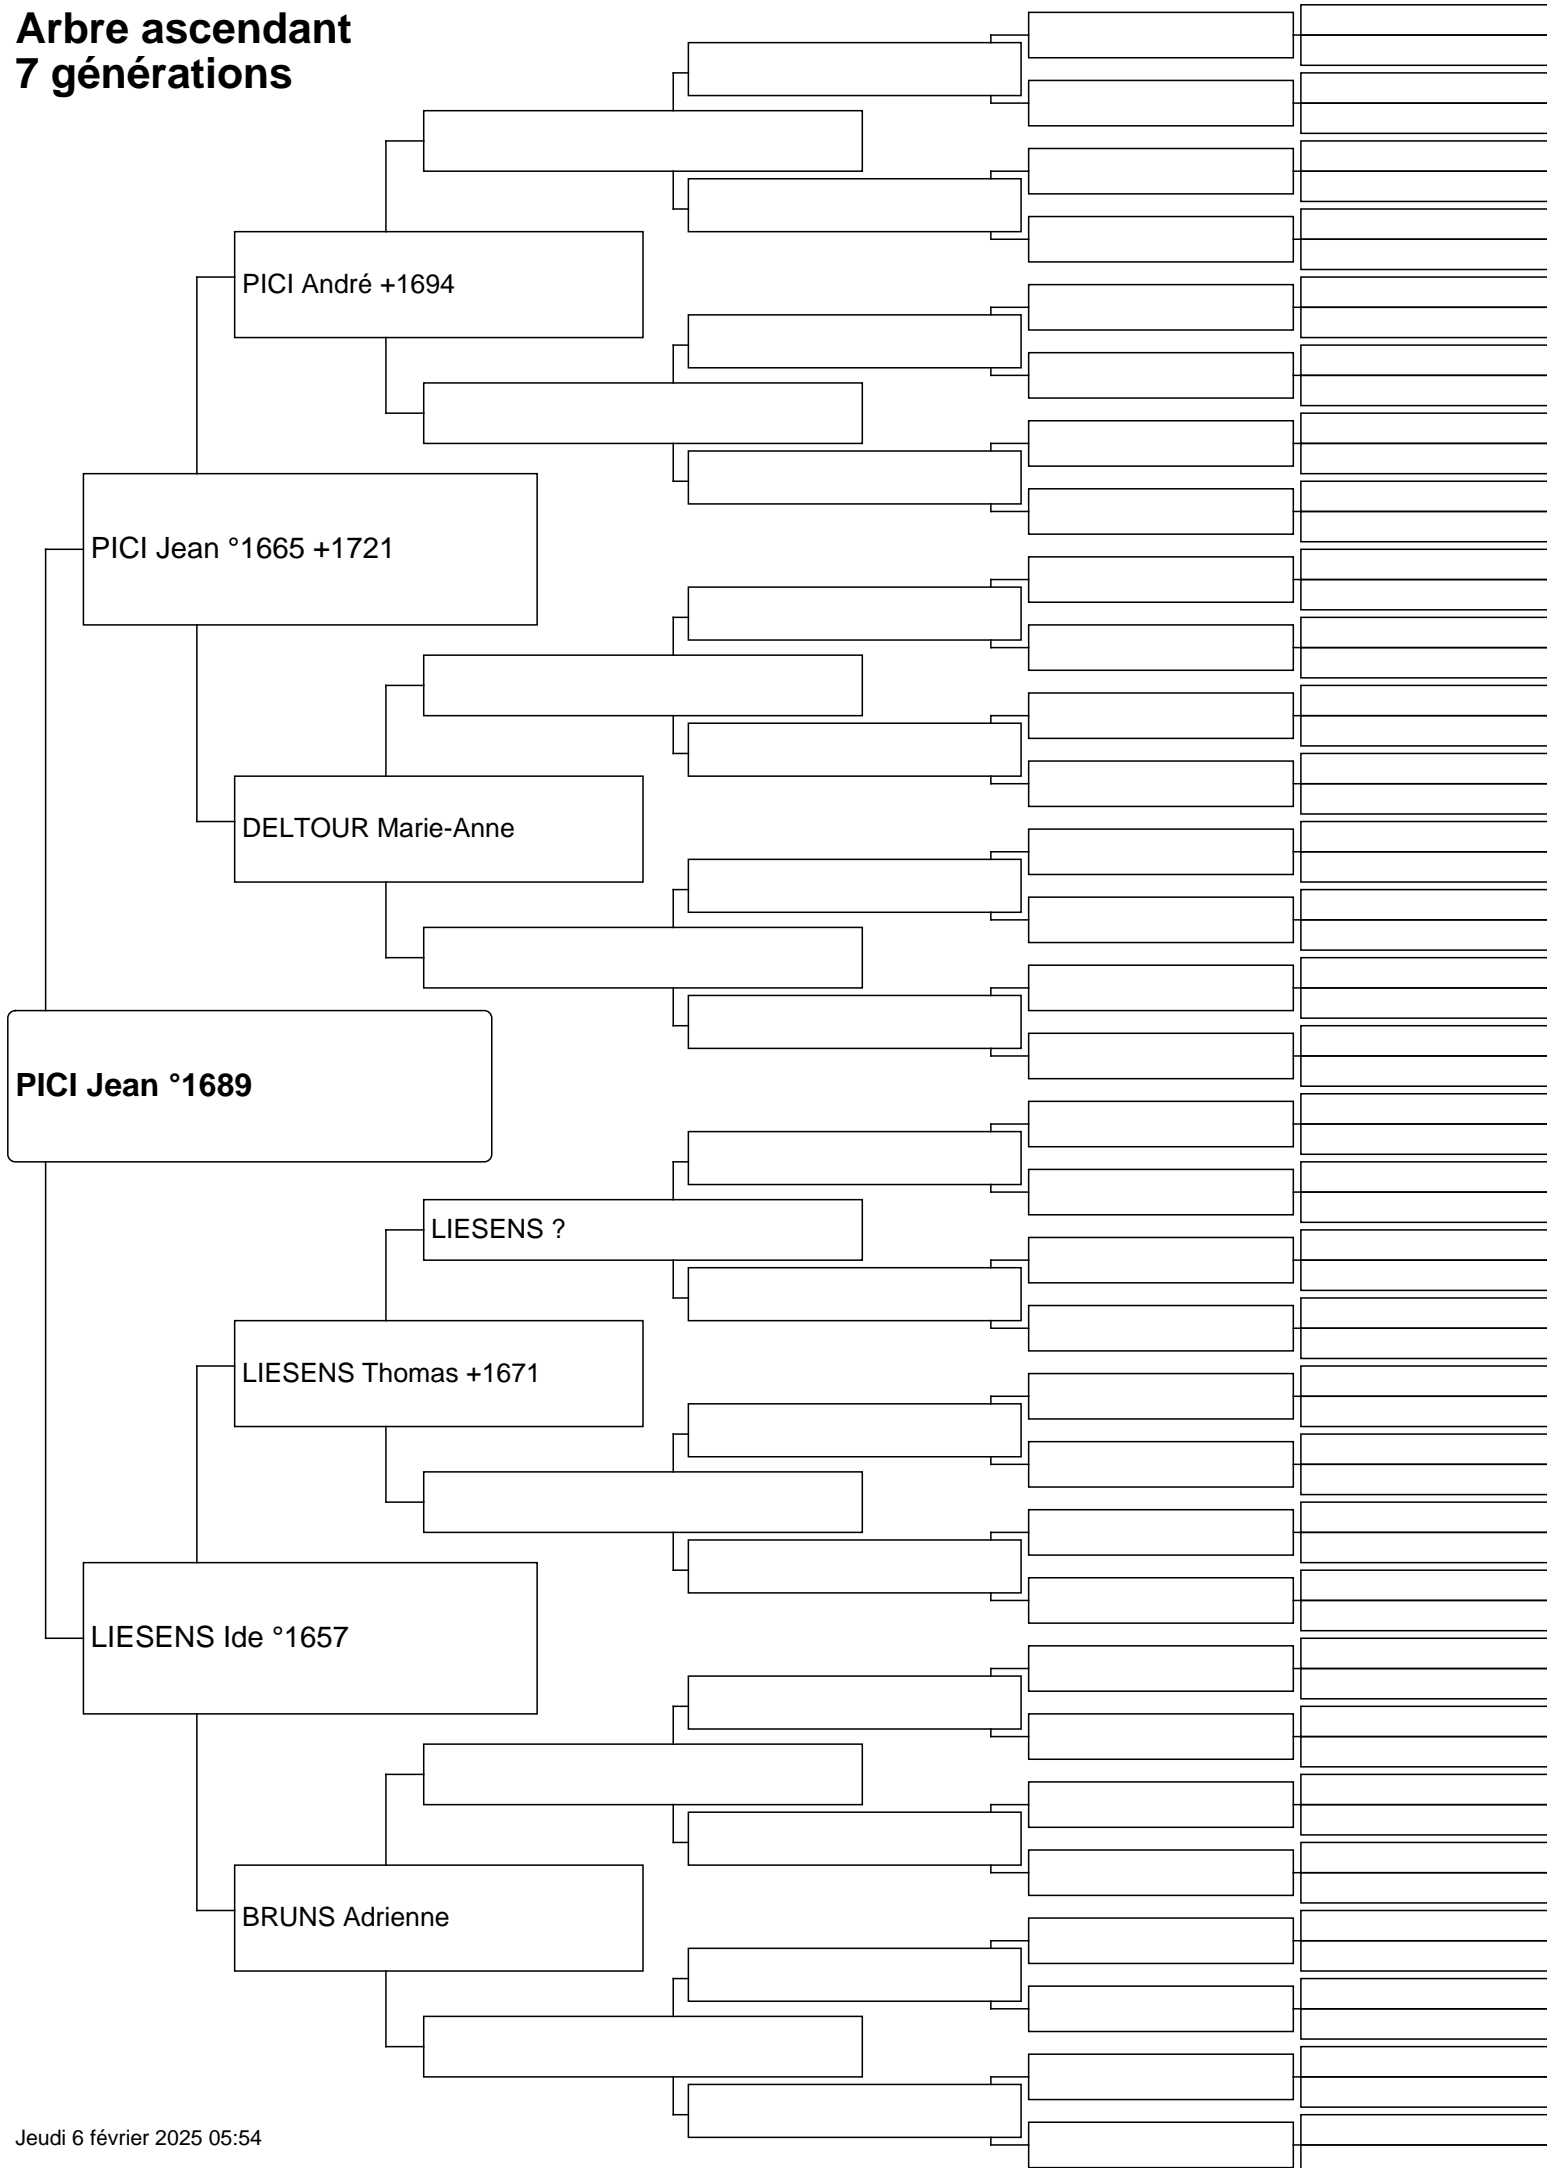 Arbre ascendant
7 générations
PICI André +1694
PICI Jean °1665 +1721
DELTOUR Marie-Anne
PICI Jean °1689
LIESENS ?
LIESENS Thomas +1671
LIESENS Ide °1657
BRUNS Adrienne
Jeudi 6 février 2025 05:54